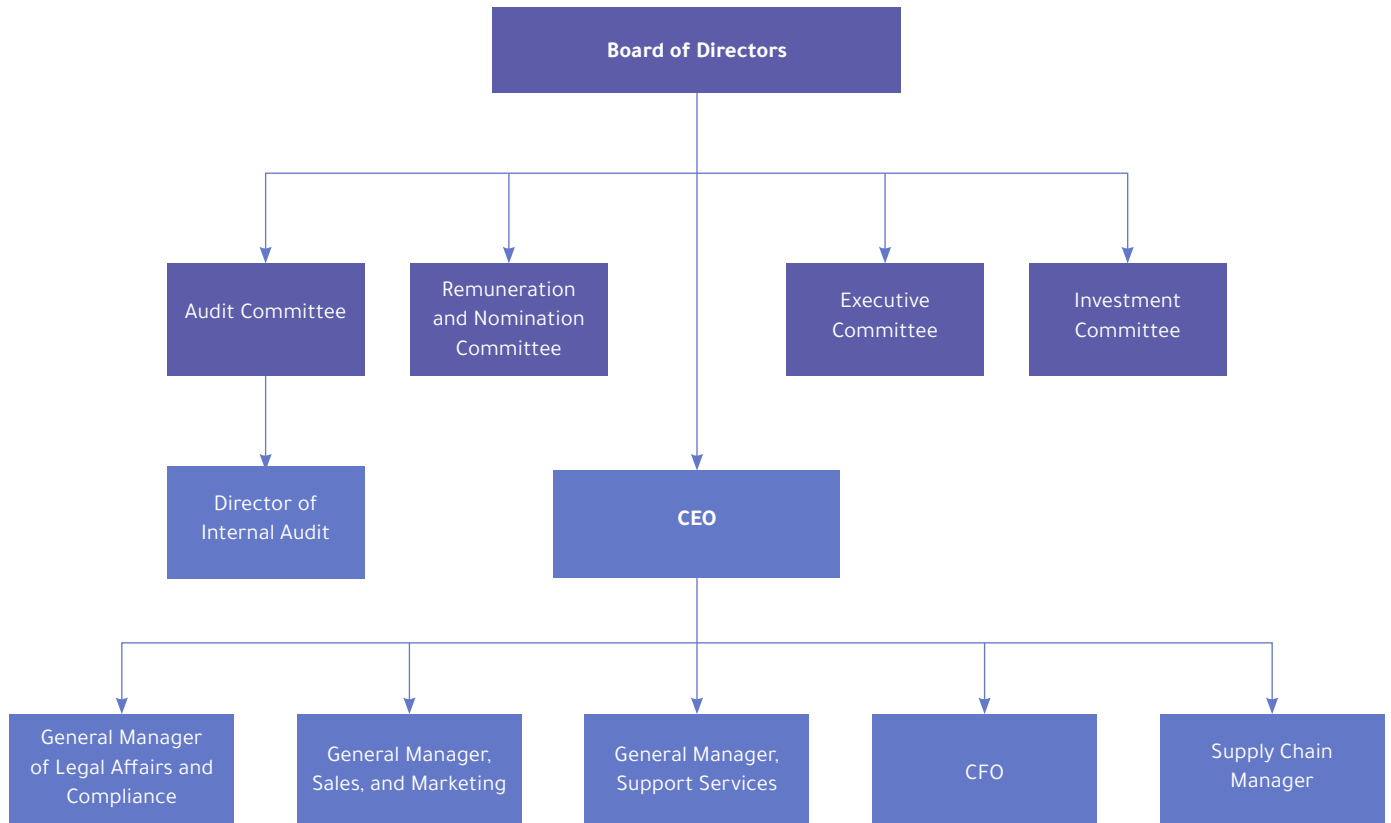 Board of Directors
Audit Committee
Remuneration
and Nomination
Committee
Executive
Committee
Investment
Committee
Director of
Internal Audit
CEO
General Manager
of Legal Affairs and
Compliance
General Manager,
Sales, and Marketing
General Manager,
Support Services
CFO
Supply Chain
Manager